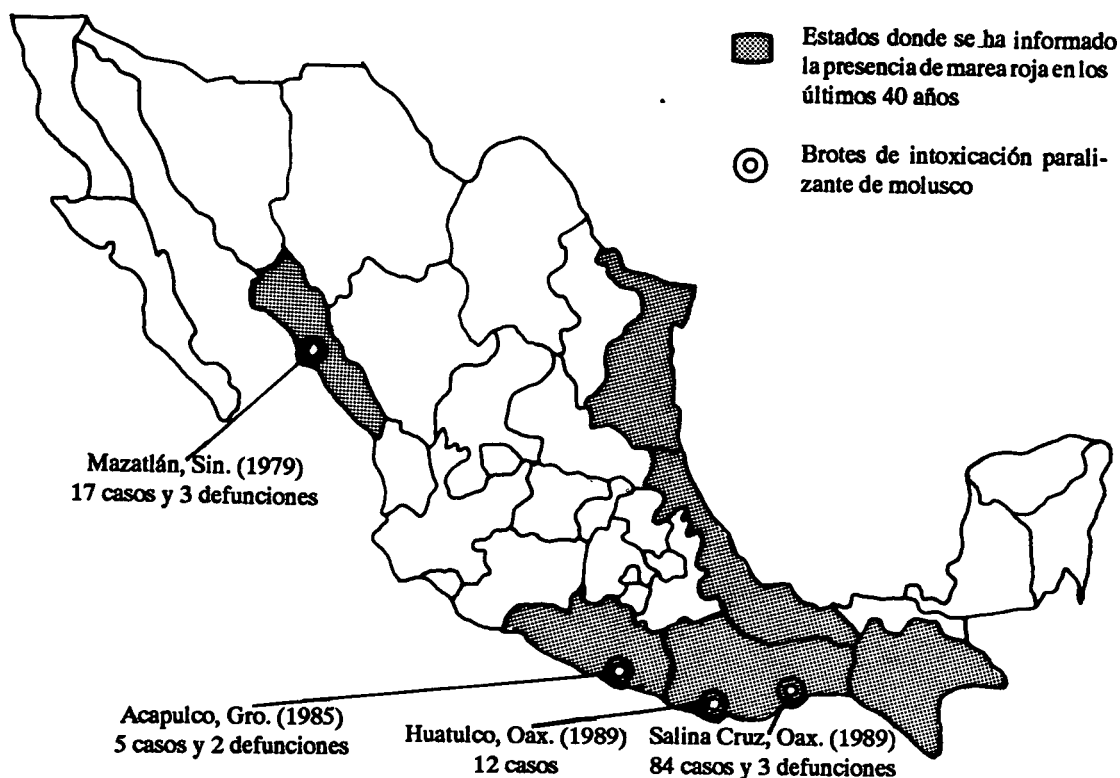 Estados donde se ha informado
la presencia de marea roja en los
últimos 40 años
Brotes de intoxicación parali-
zante de molusco
Mazatlán, Sin. (1979)
17 casos y 3 defunciones
Acapulco, Gro. (1985)
5 casos y 2 defunciones
Huatulco, Oax. (1989)
12 casos
Salina Cruz, Oax. (1989)
84 casos y 3 defunciones